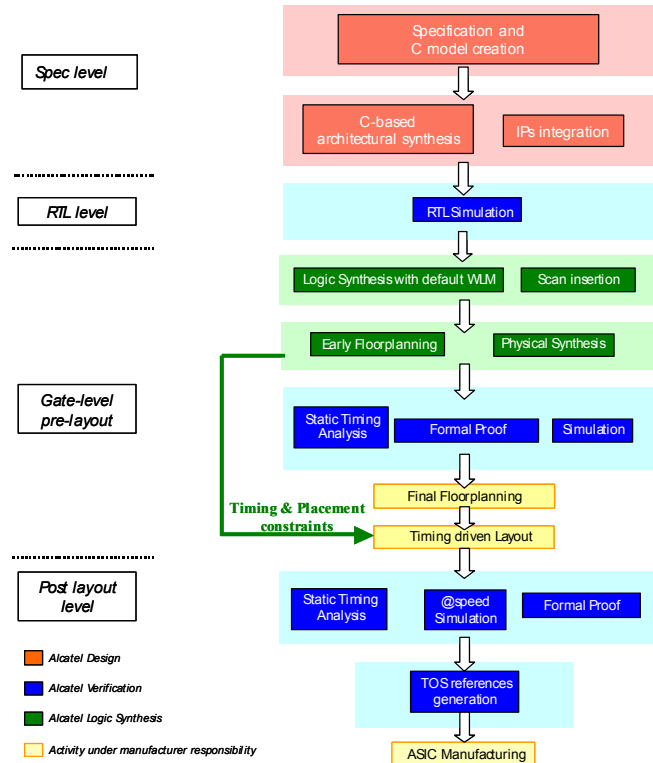 Specification and
C model creation
Spec level
C-based
architectural synthesis
IPs integration
RTL level
RTL Simulation
Logic Synthesis with default WLM
Scan insertion
Early Floorplanning
Physical Synthesis
Gate-level
pre-layout
Static Timing
Analysis
Formal Proof
Simulation
Final Floorplanning
Timing & Placement
constraints
Timing driven Layout
Post layout
level
Static Timing
Analysis
@speed
Simulation
Formal Proof
Alcatel Design
Alcatel Verification
TOS references
generation
Alcatel Logic Synthesis
Activity under manufacturer responsibility
ASIC Manufacturing